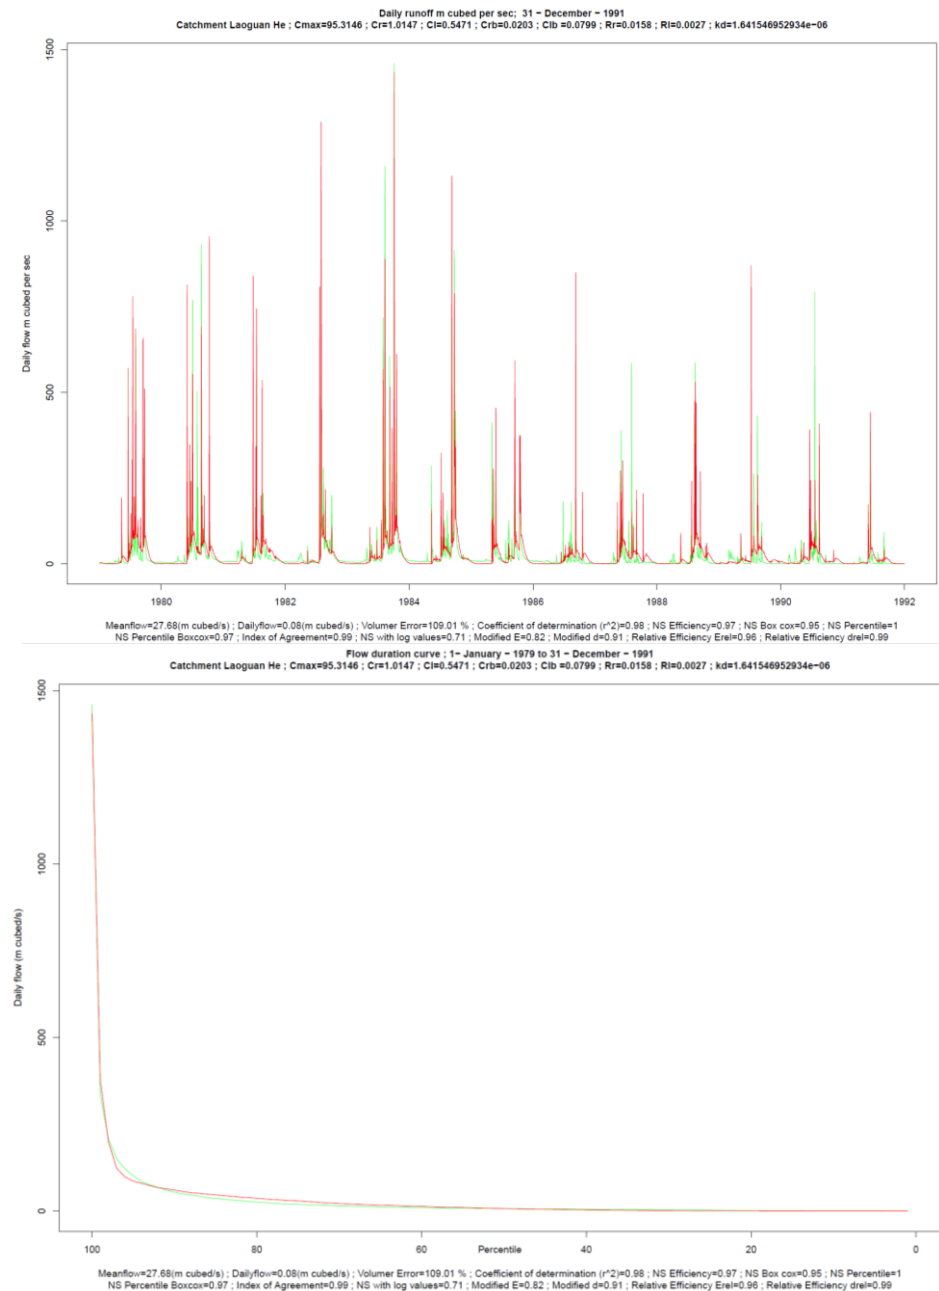 Daily runoff m cubed per sec; 31 − December − 1991
Catchment Laoguan He ; Cmax=95.3146 ; Cr=1.0147 ; Cl=0.5471 ; Crb=0.0203 ; Clb =0.0799 ; Rr=0.0158 ; Rl=0.0027 ; kd=1.641546952934e−06
1500
1000
500
0
Daily flow m cubed per sec
1980 1982 1984 1986 1988 1990 1992
Meanflow=27.68(m cubed/s) ; Dailyflow=0.08(m cubed/s) ; Volumer Error=109.01 % ; Coefficient of determination (r^2)=0.98 ; NS Efficiency=0.97 ; NS Box cox=0.95 ; NS Percentile=1
NS Percentile Boxcox=0.97 ; Index of Agreement=0.99 ; NS with log values=0.71 ; Modified E=0.82 ; Modified d=0.91 ; Relative Efficiency Erel=0.96 ; Relative Efficiency drel=0.99
Flow duration curve ; 1− January − 1979 to 31 − December − 1991
Catchment Laoguan He ; Cmax=95.3146 ; Cr=1.0147 ; Cl=0.5471 ; Crb=0.0203 ; Clb =0.0799 ; Rr=0.0158 ; Rl=0.0027 ; kd=1.641546952934e−06
1500
1000
500
0
Daily flow (m cubed/s)
100 80 60 Percentile 40 20 0
Meanflow=27.68(m cubed/s) ; Dailyflow=0.08(m cubed/s) ; Volumer Error=109.01 % ; Coefficient of determination (r^2)=0.98 ; NS Efficiency=0.97 ; NS Box cox=0.95 ; NS Percentile=1
NS Percentile Boxcox=0.97 ; Index of Agreement=0.99 ; NS with log values=0.71 ; Modified E=0.82 ; Modified d=0.91 ; Relative Efficiency Erel=0.96 ; Relative Efficiency drel=0.99